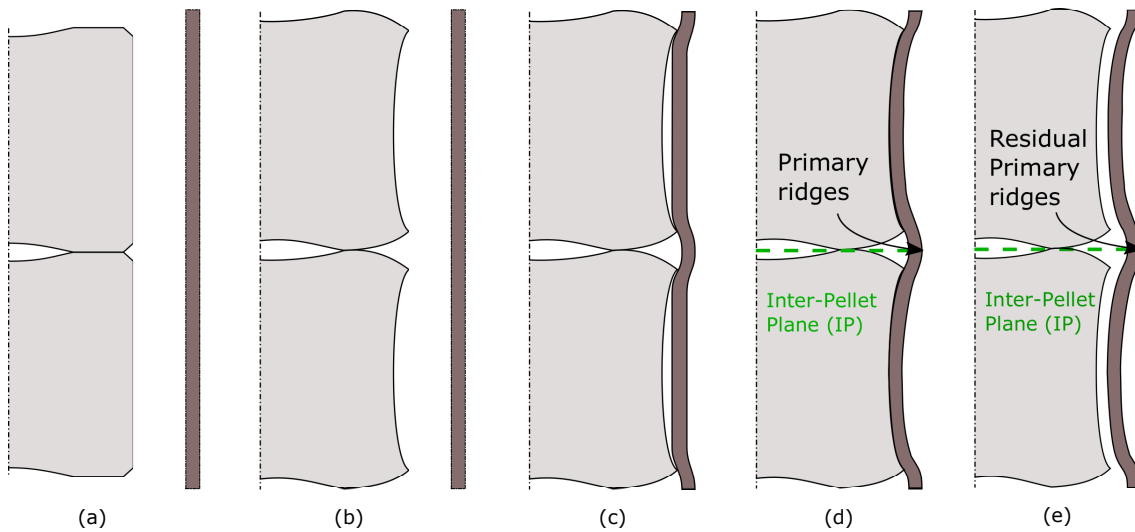 Primary
ridges
Inter-Pellet
Plane (IP)
Residual
Primary
ridges
Inter-Pellet
Plane (IP)
(a)
(b)
(c)
(d)
(e)